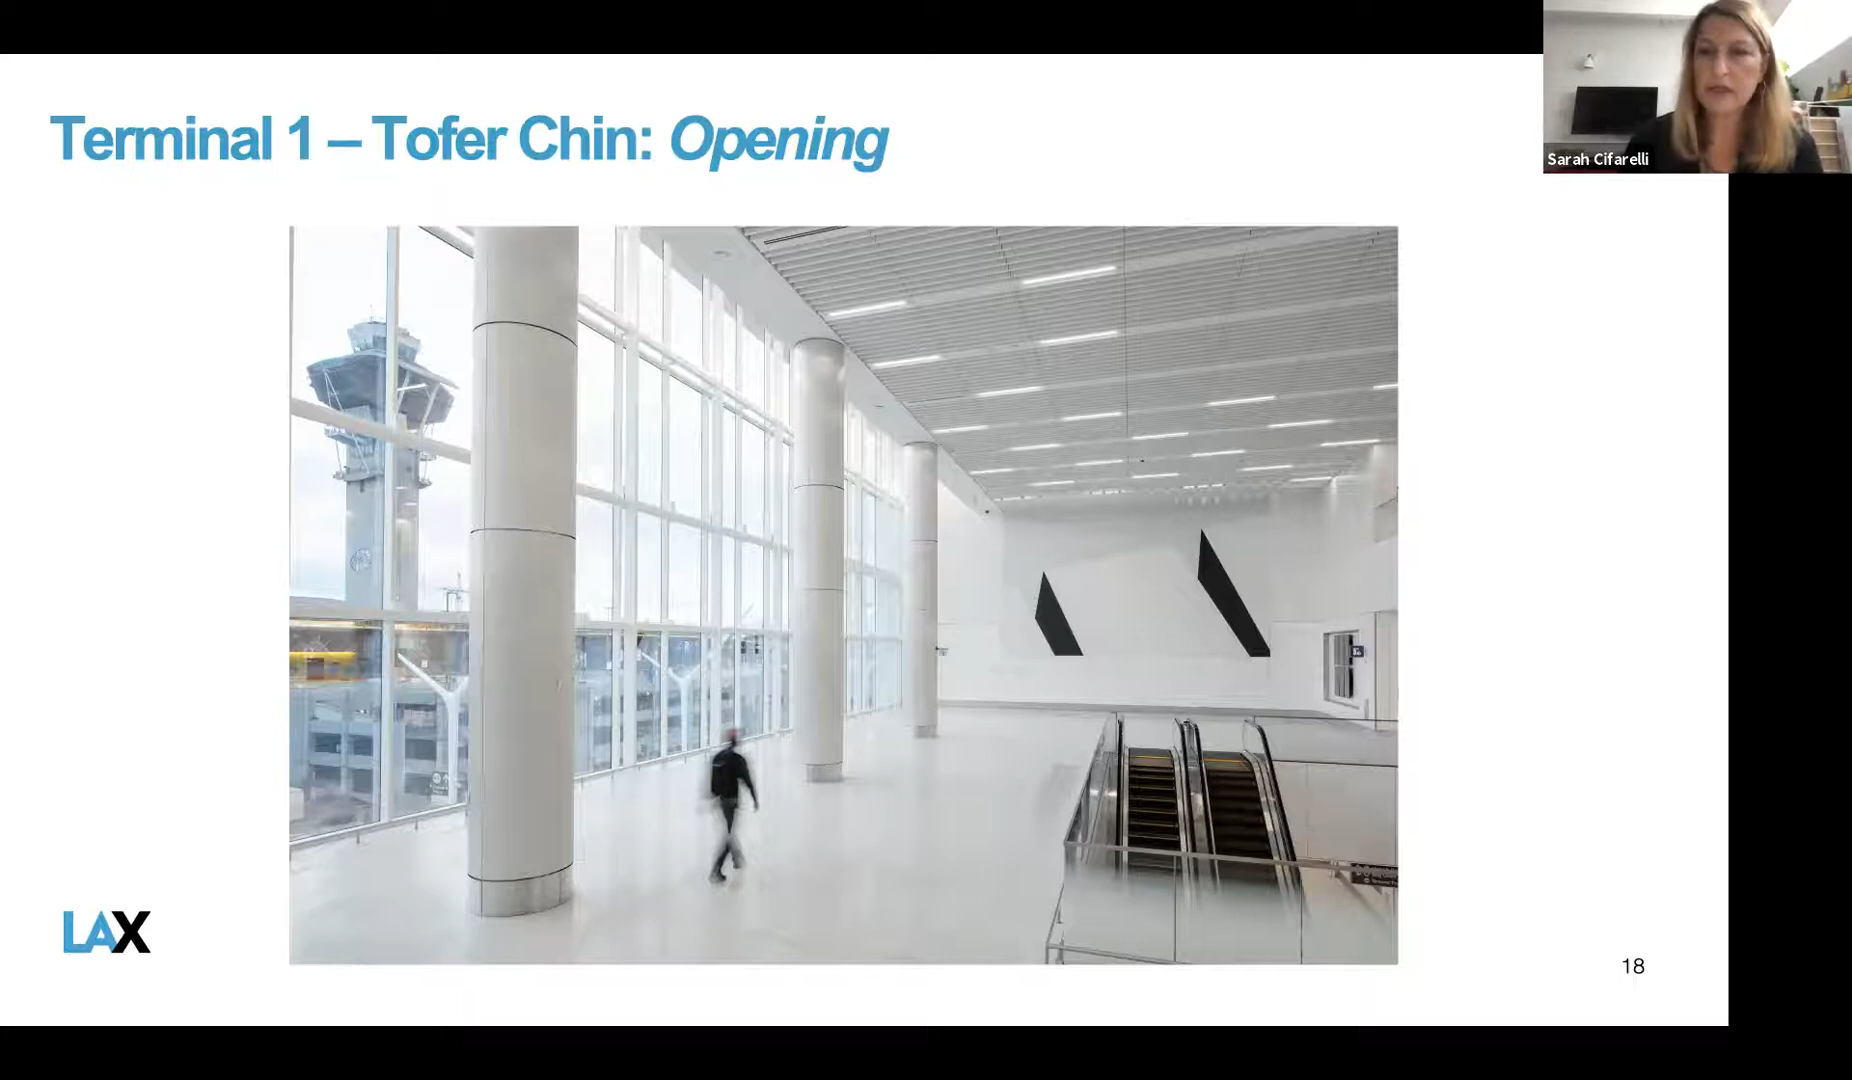 Terminal 1 – Tofer Chin: Opening
Sarah Cifarelli
LAX
18